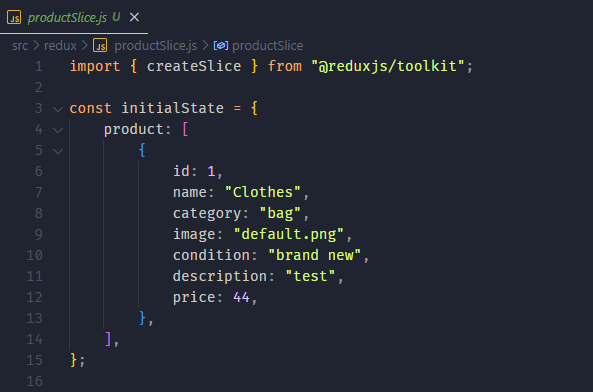 JS productSlice.js U ×
src > redux > JS productSlice.js > productSlice
1 import { createSlice } from "@reduxjs/toolkit";
2
3 const initialState = {
4     product: [
5         {
6             id: 1,
7             name: "Clothes",
8             category: "bag",
9             image: "default.png",
10             condition: "brand new",
11             description: "test",
12             price: 44,
13         },
14     ],
15 };
16